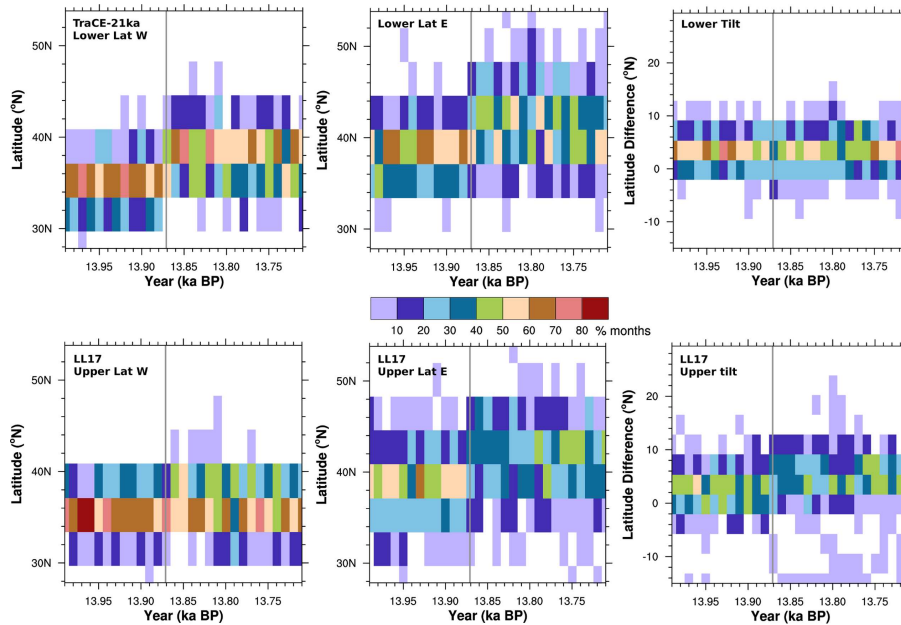 TraCE-21ka
Lower Lat W
50N
40N
30N
Latitude (°N)
13.95 13.90 13.85 13.80 13.75
Year (ka BP)
Lower Lat E
50N
40N
30N
Latitude (°N)
13.95 13.90 13.85 13.80 13.75
Year (ka BP)
Lower Tilt
20
10
0
-10
Latitude Difference (°N)
13.95 13.90 13.85 13.80 13.75
Year (ka BP)
10 20 30 40 50 60 70 80 % months
LL17
Upper Lat W
50N
40N
30N
Latitude (°N)
13.95 13.90 13.85 13.80 13.75
Year (ka BP)
LL17
Upper Lat E
50N
40N
30N
Latitude (°N)
13.95 13.90 13.85 13.80 13.75
Year (ka BP)
LL17
Upper tilt
20
10
0
-10
Latitude Difference (°N)
13.95 13.90 13.85 13.80 13.75
Year (ka BP)